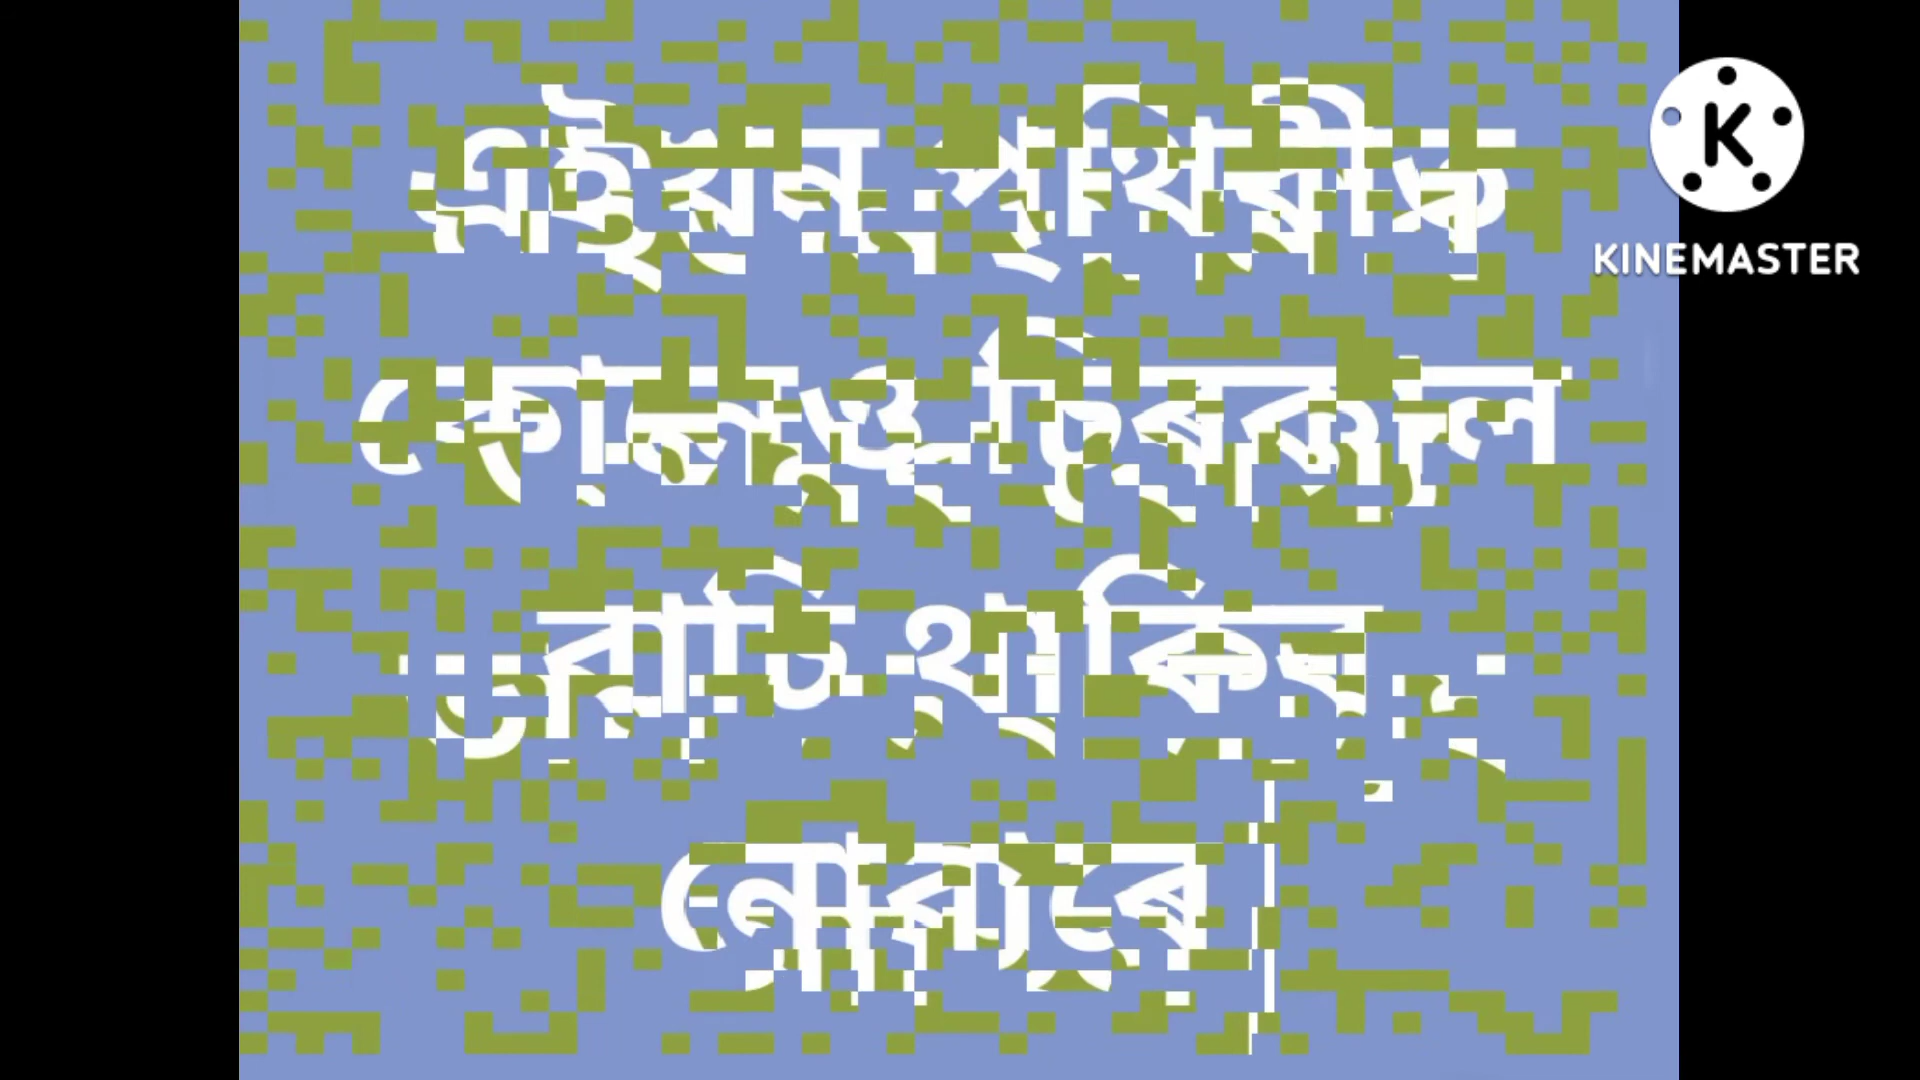 এইখন পৃথিৱীত
কোনেও চিৰকাল
বাচি থাকিব
নোৱাৰে
KINEMASTER